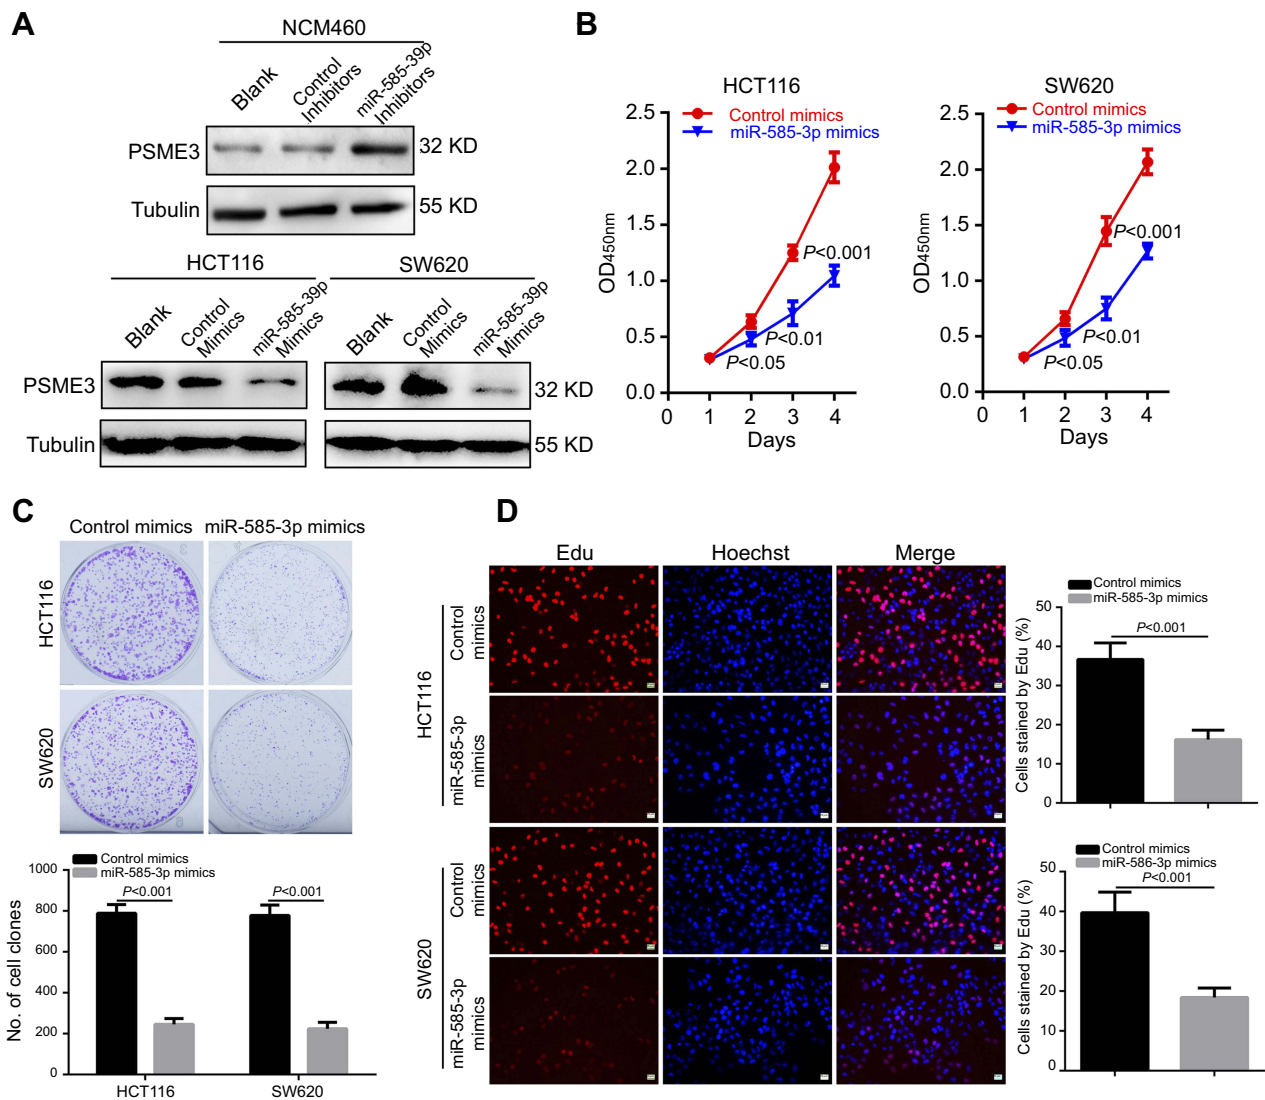 A
NCM460
Blank
Control
Inhibitors
miR-585-39p
Inhibitors
PSME3
32 KD
Tubulin
55 KD
HCT116
SW620
Blank
Control
Mimics
miR-585-39p
Mimics
Blank
Control
Mimics
miR-585-39p
Mimics
PSME3
32 KD
Tubulin
55 KD
B
HCT116
Control mimics
miR-585-3p mimics
2.5
2.0
1.5
1.0
0.5
0.0
OD450nm
P<0.001
P<0.01
P<0.05
0 1 2 3 4
Days
SW620
Control mimics
miR-585-3p mimics
2.5
2.0
1.5
1.0
0.5
0.0
OD450nm
P<0.001
P<0.01
P<0.05
0 1 2 3 4
Days
C
Control mimics miR-585-3p mimics
HCT116
SW620
Control mimics
miR-585-3p mimics
1000
800
600
400
200
0
No. of cell clones
P<0.001
P<0.001
HCT116 SW620
D
Edu Hoechst Merge
HCT116
Control
mimics
miR-585-3p
mimics
SW620
Control
mimics
miR-585-3p
mimics
Control mimics
miR-585-3p mimics
50
40
30
20
10
0
Cells stained by Edu (%)
P<0.001
Control mimics
miR-586-3p mimics
50
40
30
20
10
0
Cells stained by Edu (%)
P<0.001